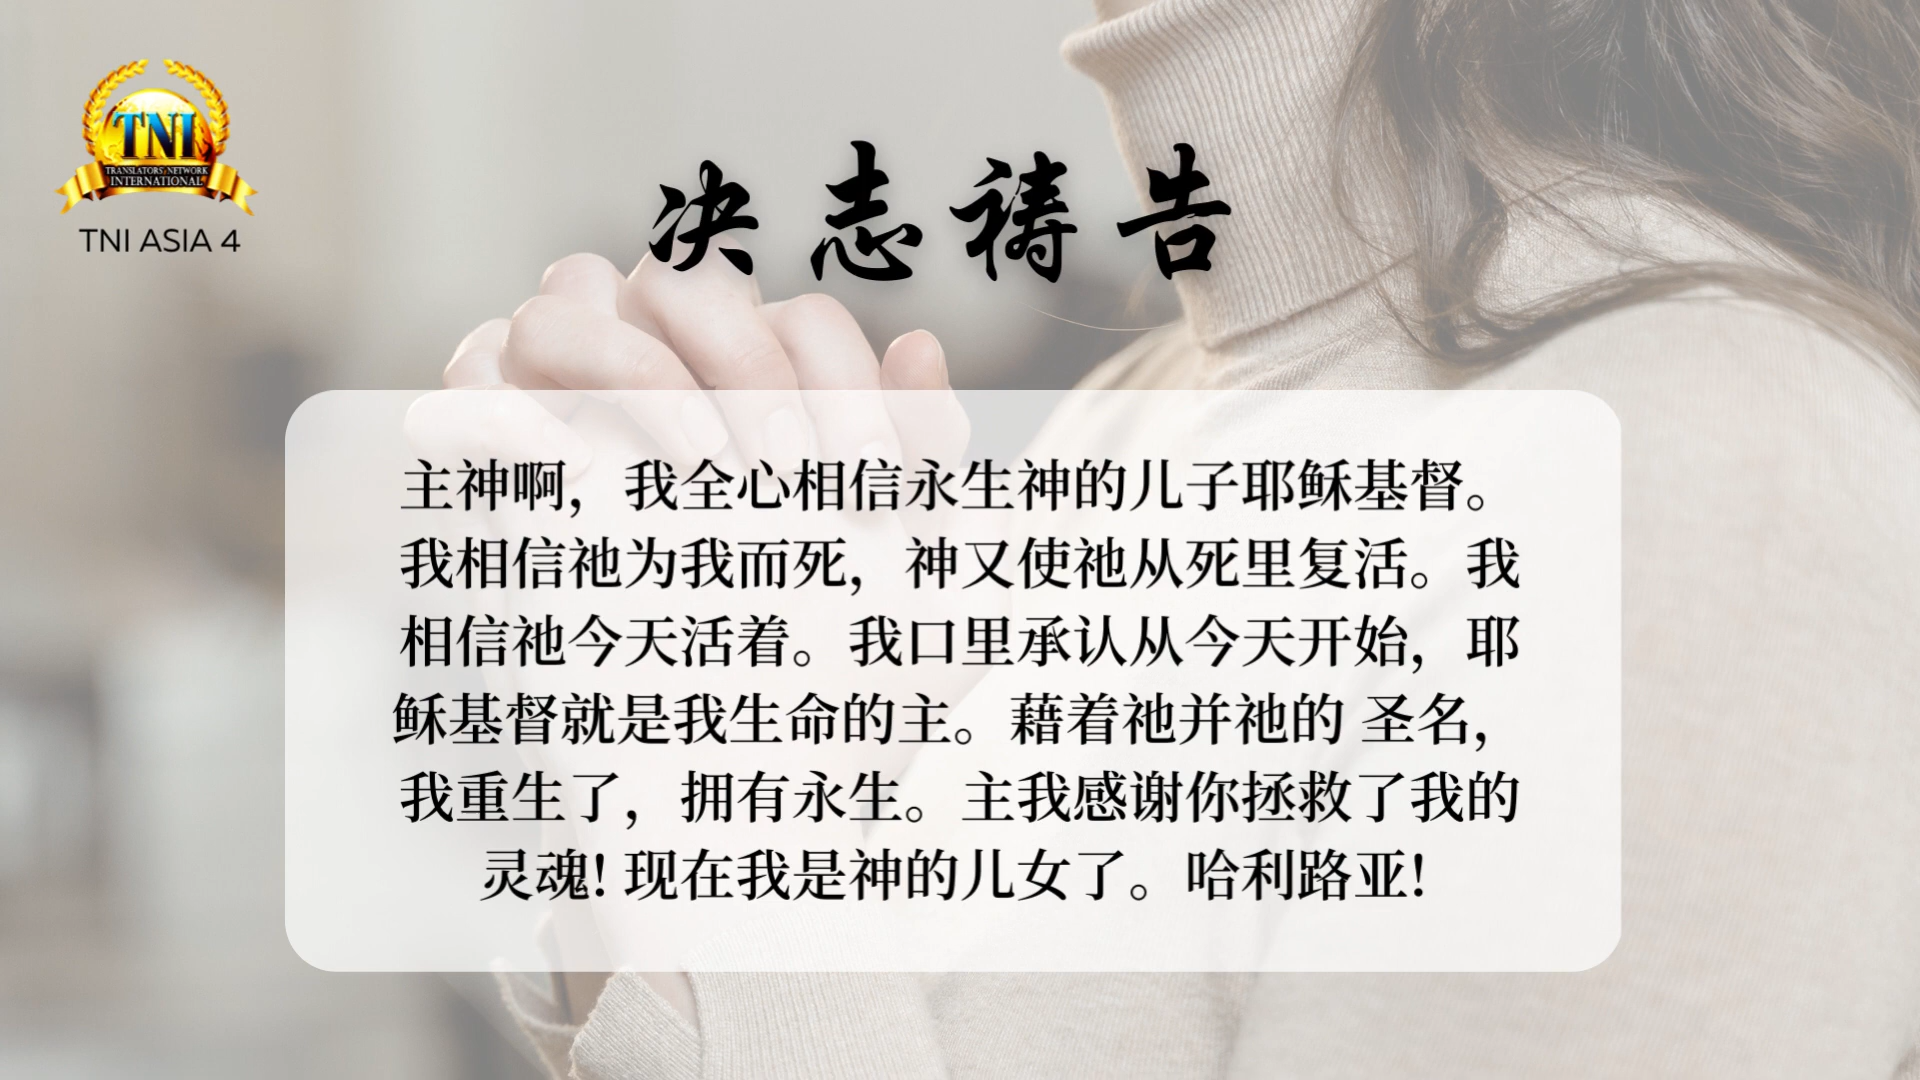 TNI
TRANSLATORS' NETWORK
INTERNATIONAL
TNI ASIA 4
决志祷告
主神啊，我全心相信永生神的儿子耶稣基督。
我相信祂为我而死，神又使祂从死里复活。我
相信祂今天活着。我口里承认从今天开始，耶
稣基督就是我生命的主。藉着祂并祂的 圣名，
我重生了，拥有永生。主我感谢你拯救了我的
灵魂! 现在我是神的儿女了。哈利路亚!